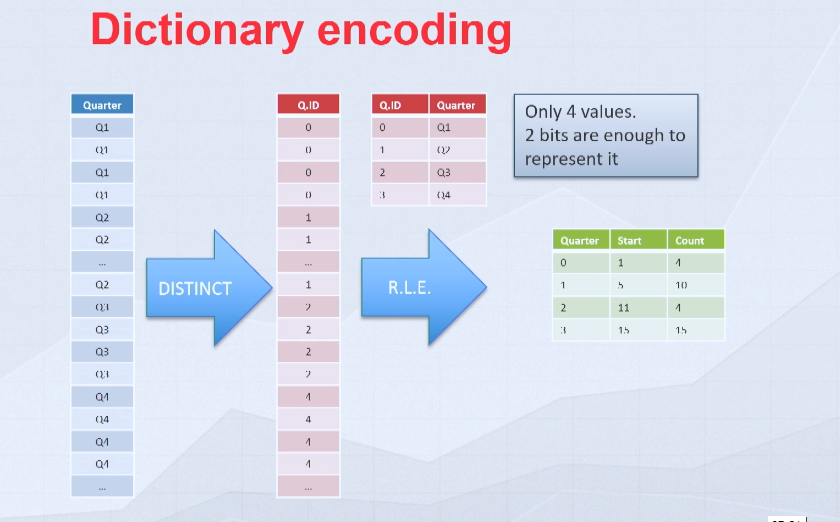 Dictionary encoding
Quarter
Q1
Q1
Q1
Q1
Q2
Q2
...
Q2
Q3
Q3
Q3
Q3
Q4
Q4
Q4
Q4
...
DISTINCT
Q.ID
0
0
0
0
1
1
...
1
2
2
2
2
4
4
4
4
...
Q.ID Quarter
0 Q1
1 Q2
2 Q3
3 Q4
R.L.E.
Only 4 values.
2 bits are enough to
represent it
Quarter Start Count
0 1 4
1 5 10
2 11 4
3 15 15